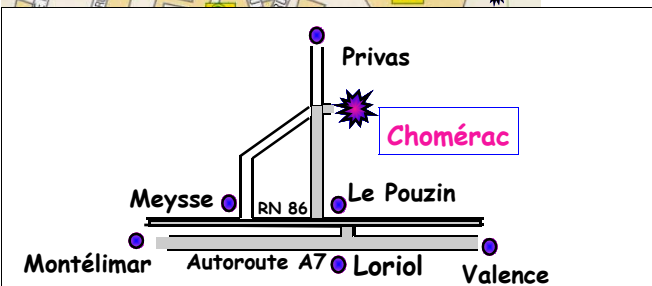 Privas
Chomérac
Meysse
RN 86
Le Pouzin
Montélimar
Autoroute A7
Loriol
Valence